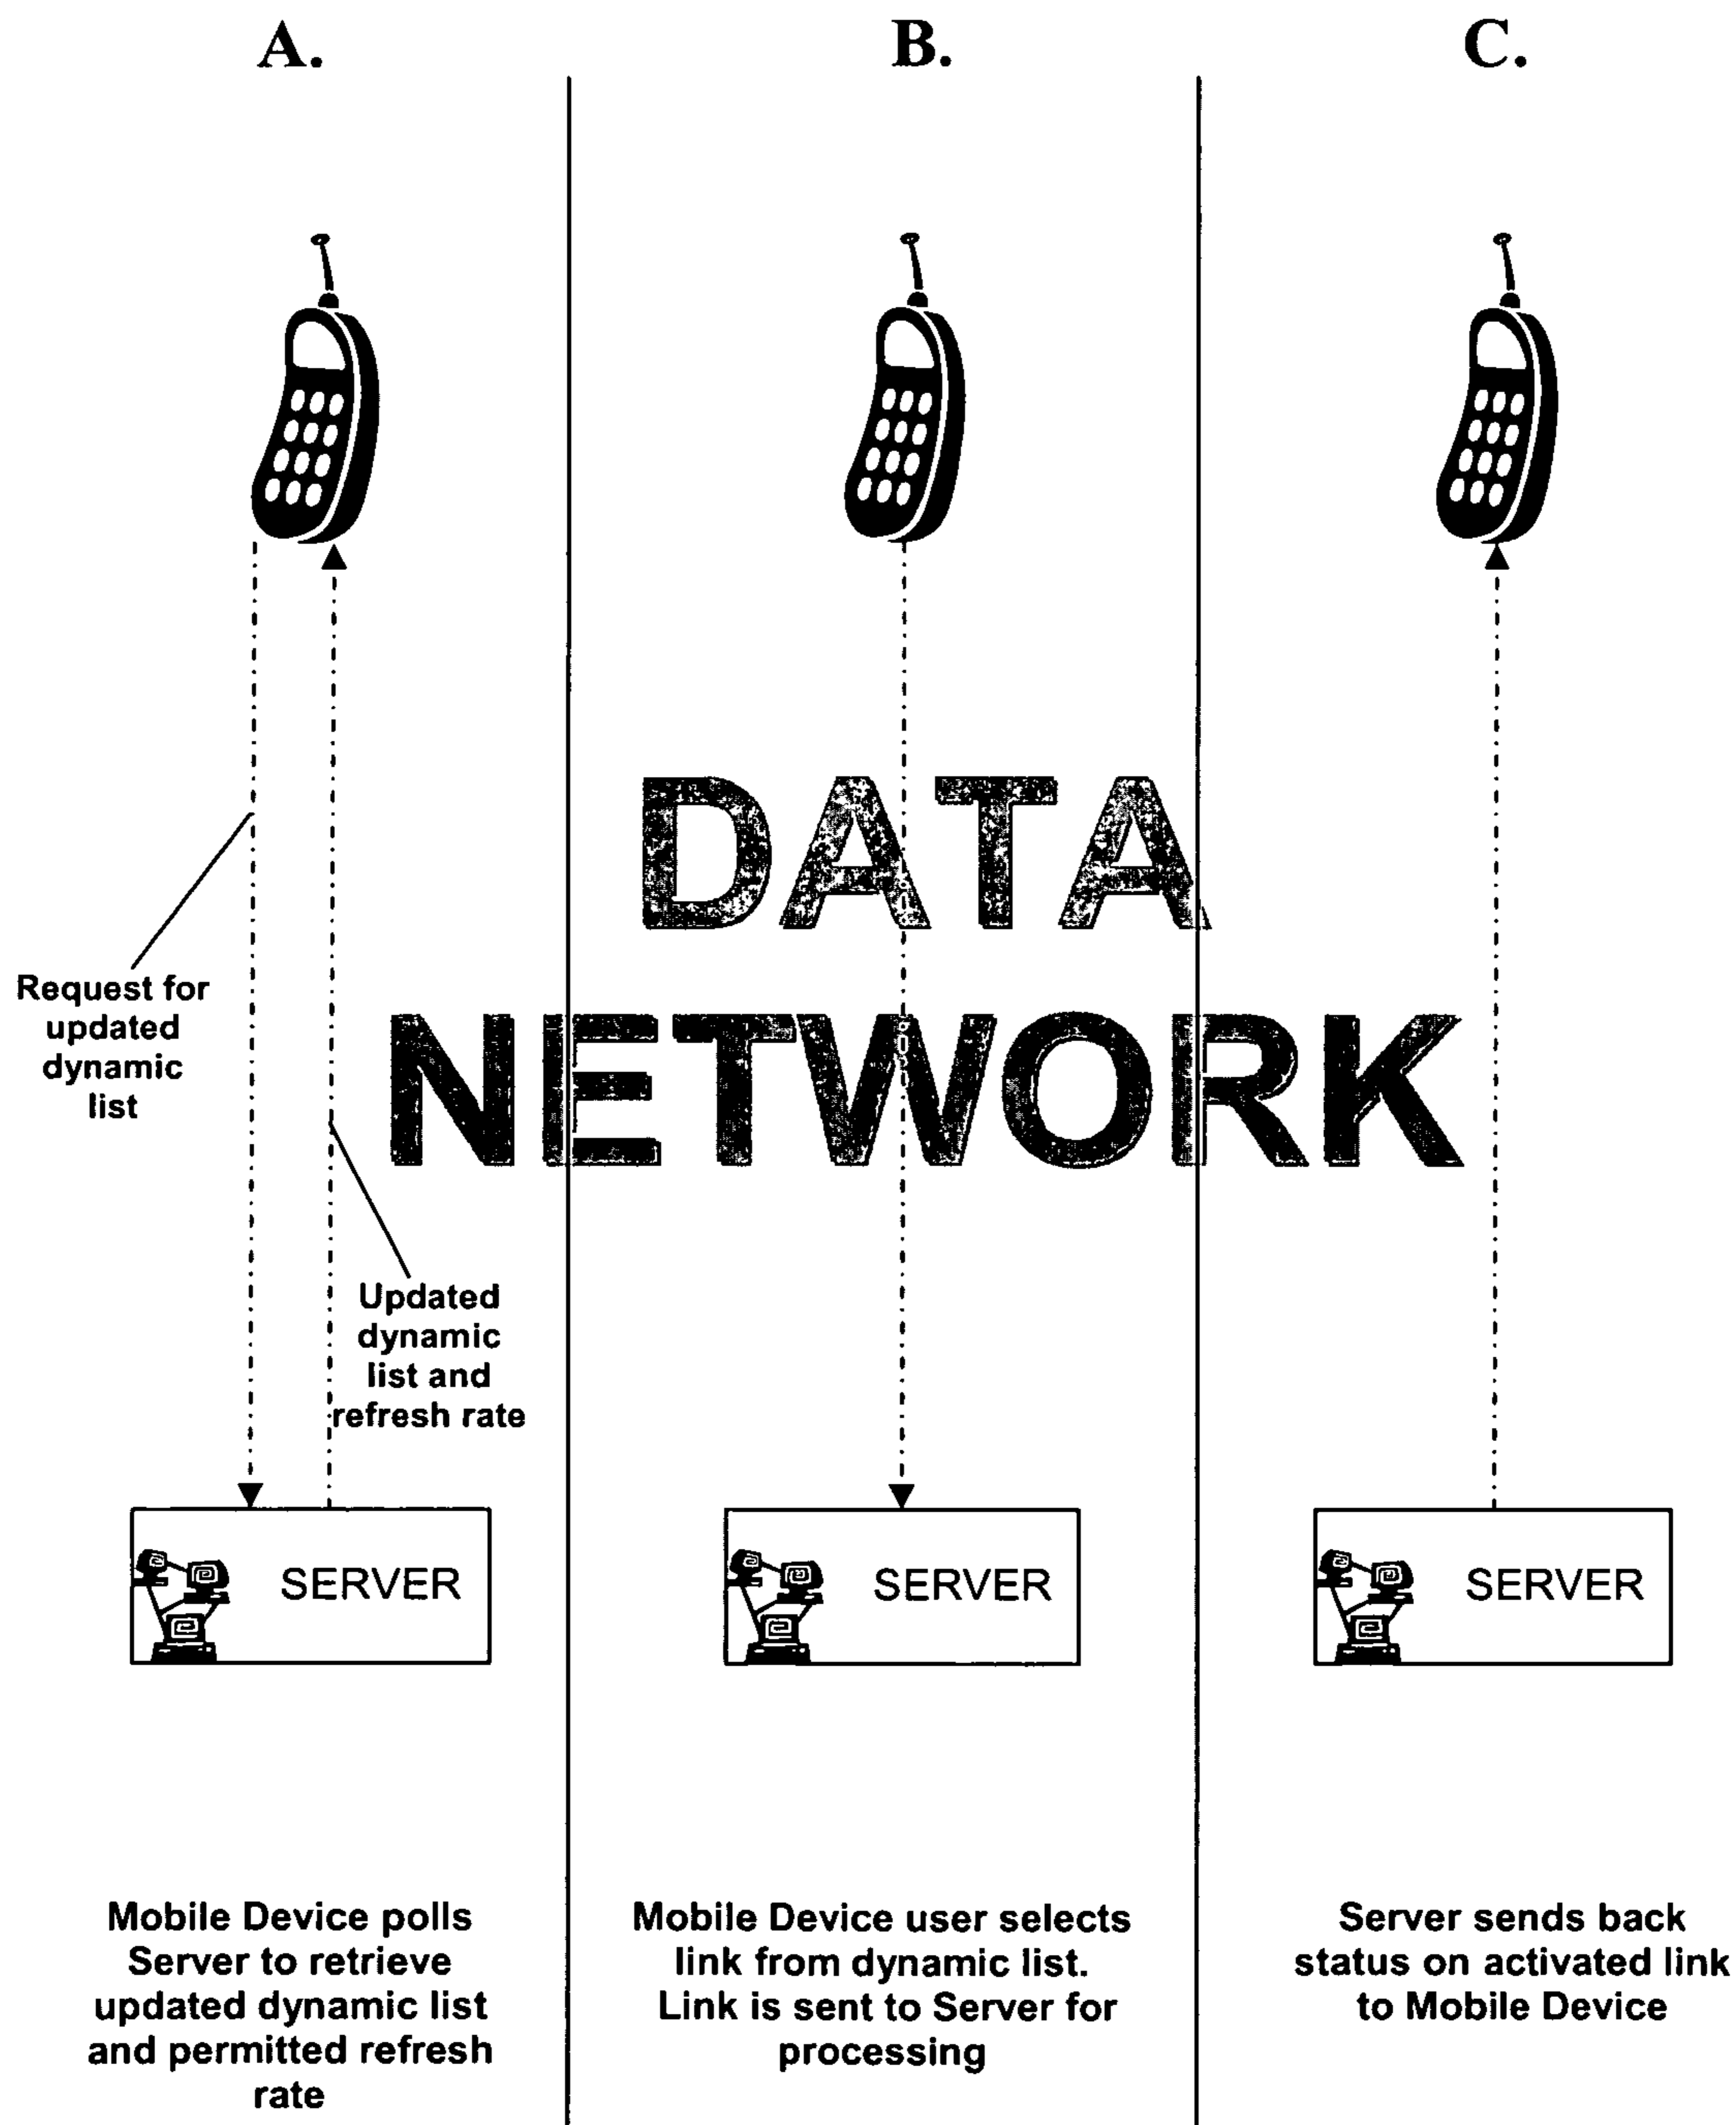 A.
B.
C.
DATA
NETWORK
Request for
updated
dynamic
list
Updated
dynamic
list and
refresh rate
SERVER
SERVER
SERVER
Mobile Device polls
Server to retrieve
updated dynamic list
and permitted refresh
rate
Mobile Device user selects
link from dynamic list.
Link is sent to Server for
processing
Server sends back
status on activated link
to Mobile Device